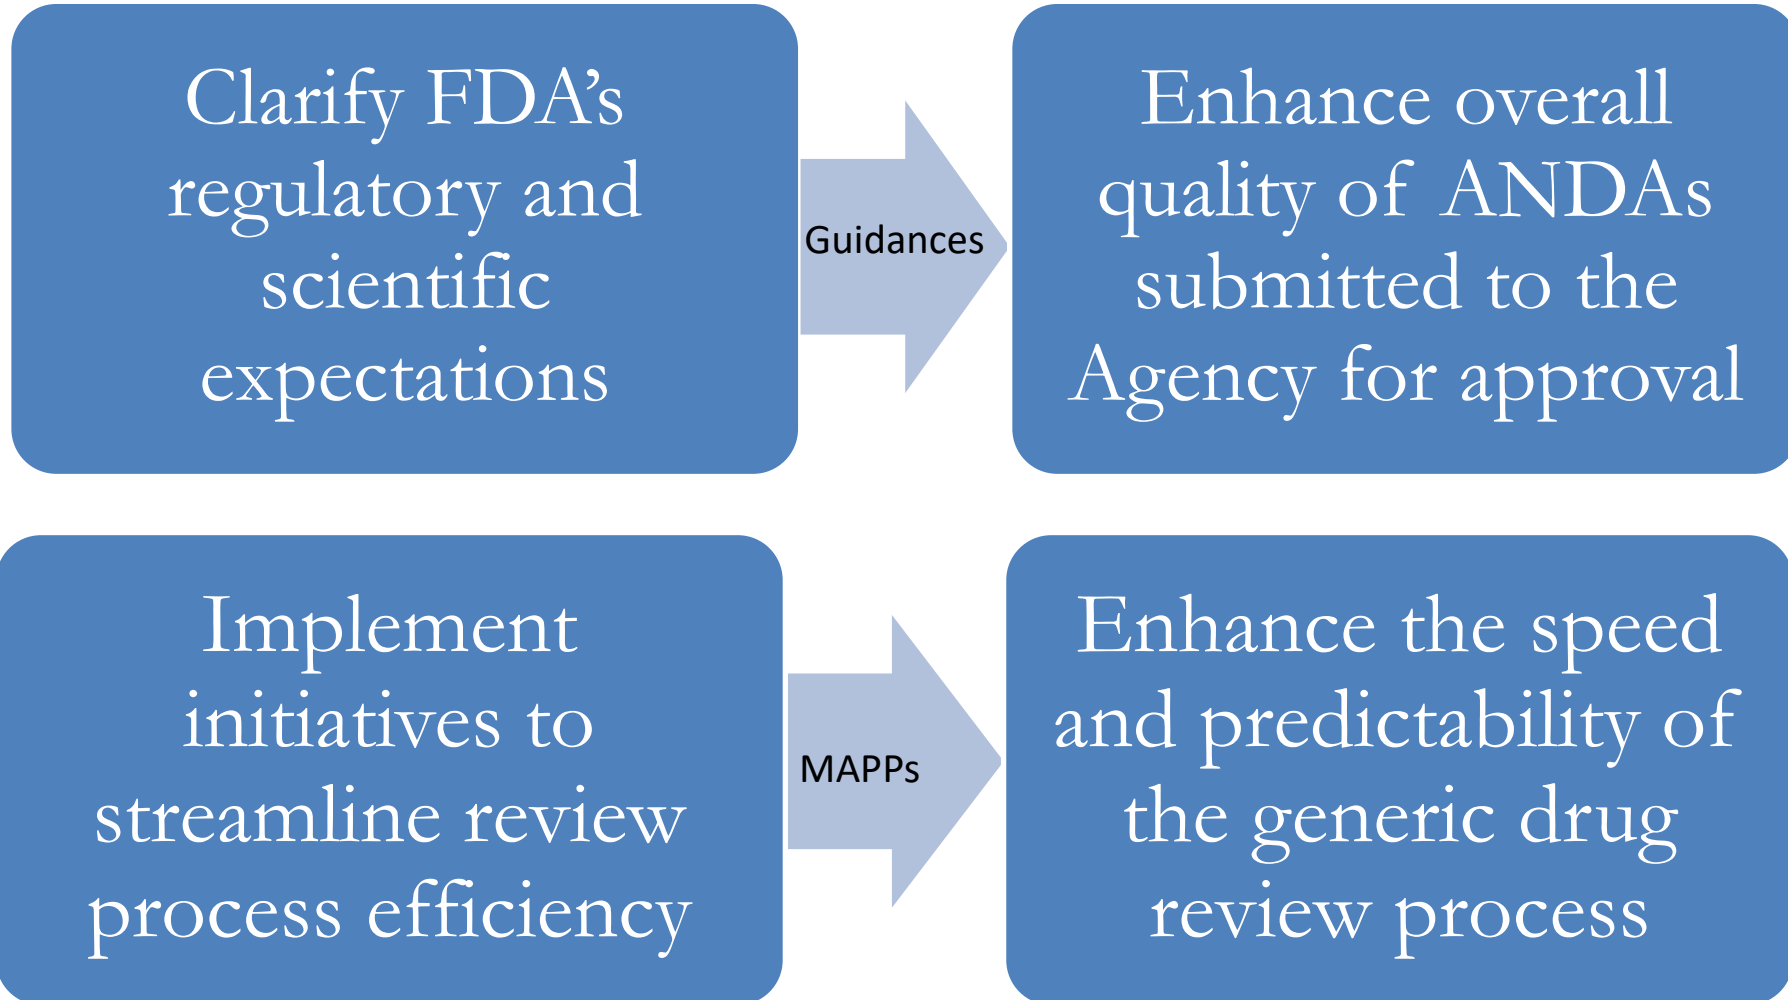 Clarify FDA’s
regulatory and
scientific
expectations
Guidances
Enhance overall
quality of ANDAs
submitted to the
Agency for approval
Implement
initiatives to
streamline review
process efficiency
MAPPs
Enhance the speed
and predictability of
the generic drug
review process